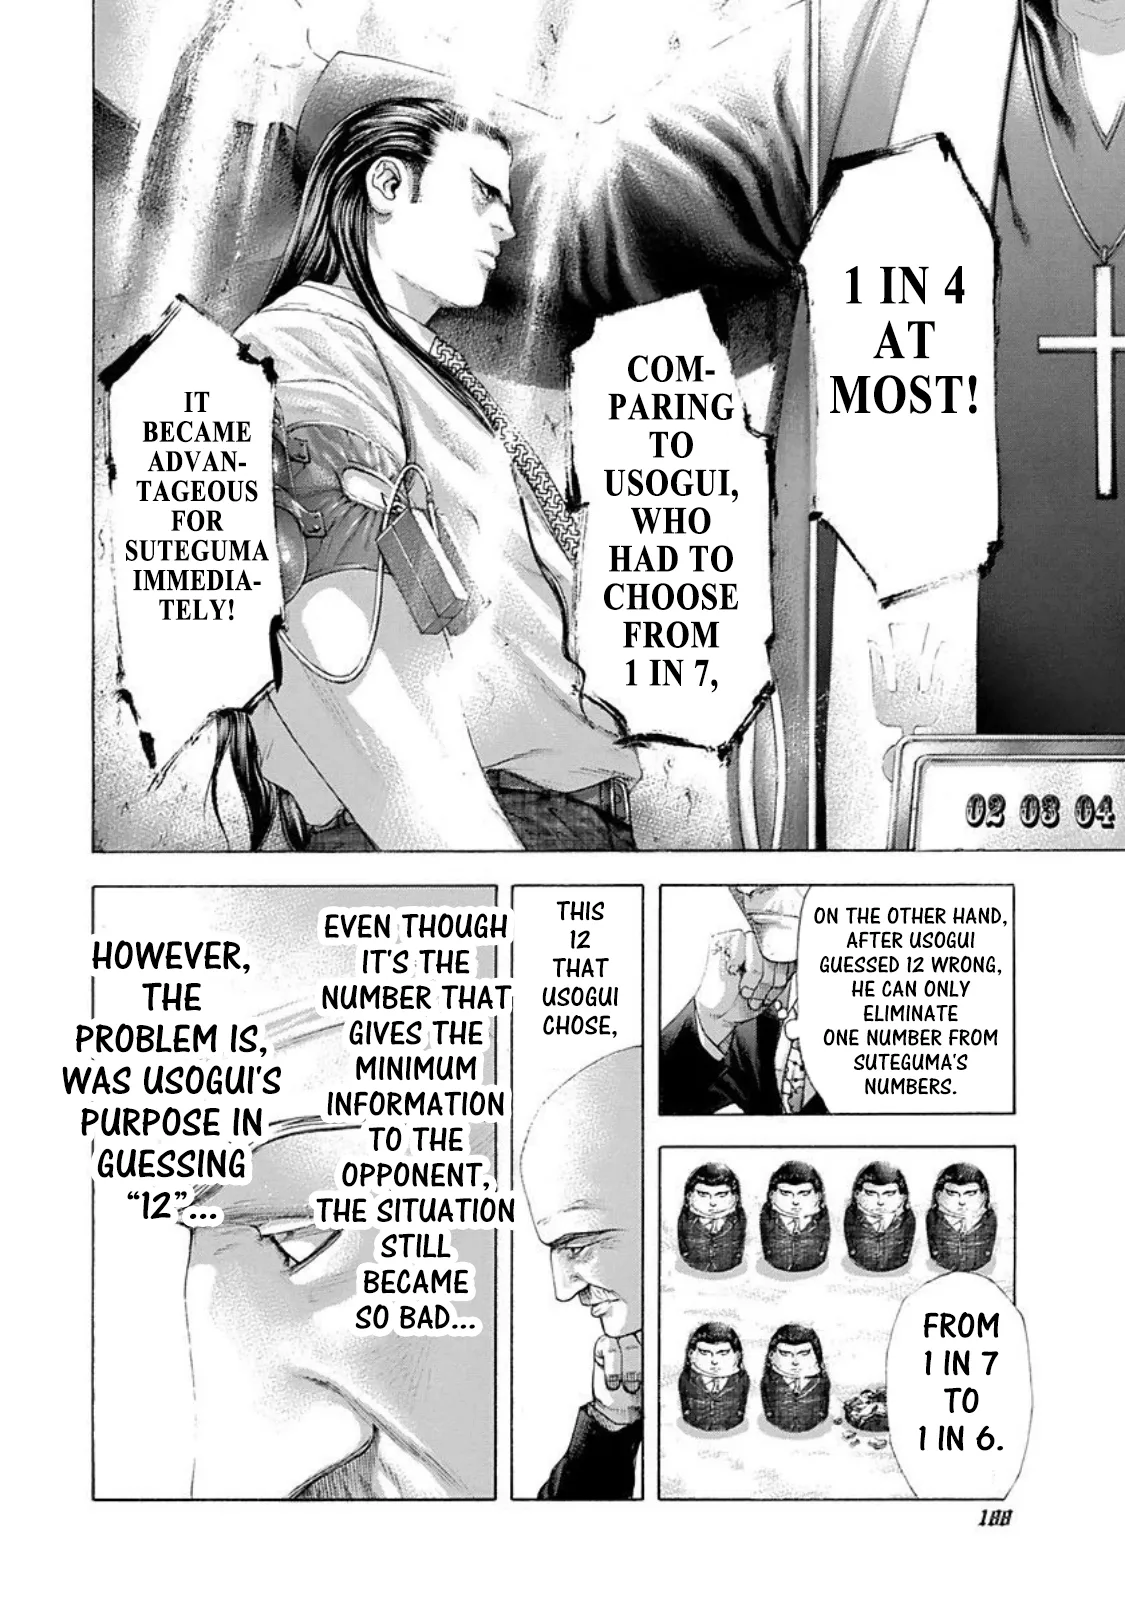 1 IN 4
AT
MOST!
COM-
PARING
TO
USOGUI,
WHO
HAD TO
CHOOSE
FROM
1 IN 7,
IT
BECAME
ADVAN-
TAGEOUS
FOR
SUTEGUMA
IMMEDIA-
TELY!
02 03 04
ON THE OTHER HAND,
AFTER USOGUI
GUESSED 12 WRONG,
HE CAN ONLY
ELIMINATE
ONE NUMBER FROM
SUTEGUMA'S
NUMBERS.
FROM
1 IN 7
TO
1 IN 6.
THIS
12
THAT
USOGUI
CHOSE,
EVEN THOUGH
IT'S THE
NUMBER THAT
GIVES THE
MINIMUM
INFORMATION
TO THE
OPPONENT,
THE SITUATION
STILL
BECAME
SO BAD...
HOWEVER,
THE
PROBLEM IS,
WAS USOGUI'S
PURPOSE IN
GUESSING
“12”...
188